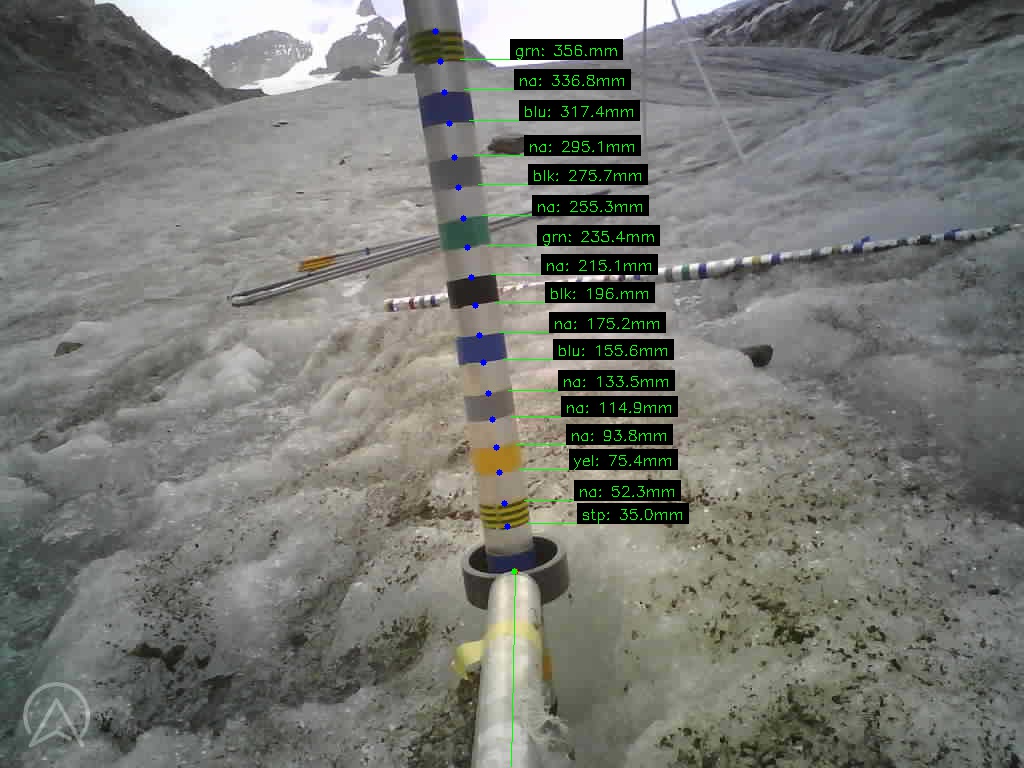 grn: 356.mm
na: 336.8mm
blu: 317.4mm
na: 295.1mm
blk: 275.7mm
na: 255.3mm
grn: 235.4mm
na: 215.1mm
blk: 196.mm
na: 175.2mm
blu: 155.6mm
na: 133.5mm
na: 114.9mm
na: 93.8mm
yel: 75.4mm
na: 52.3mm
stp: 35.0mm